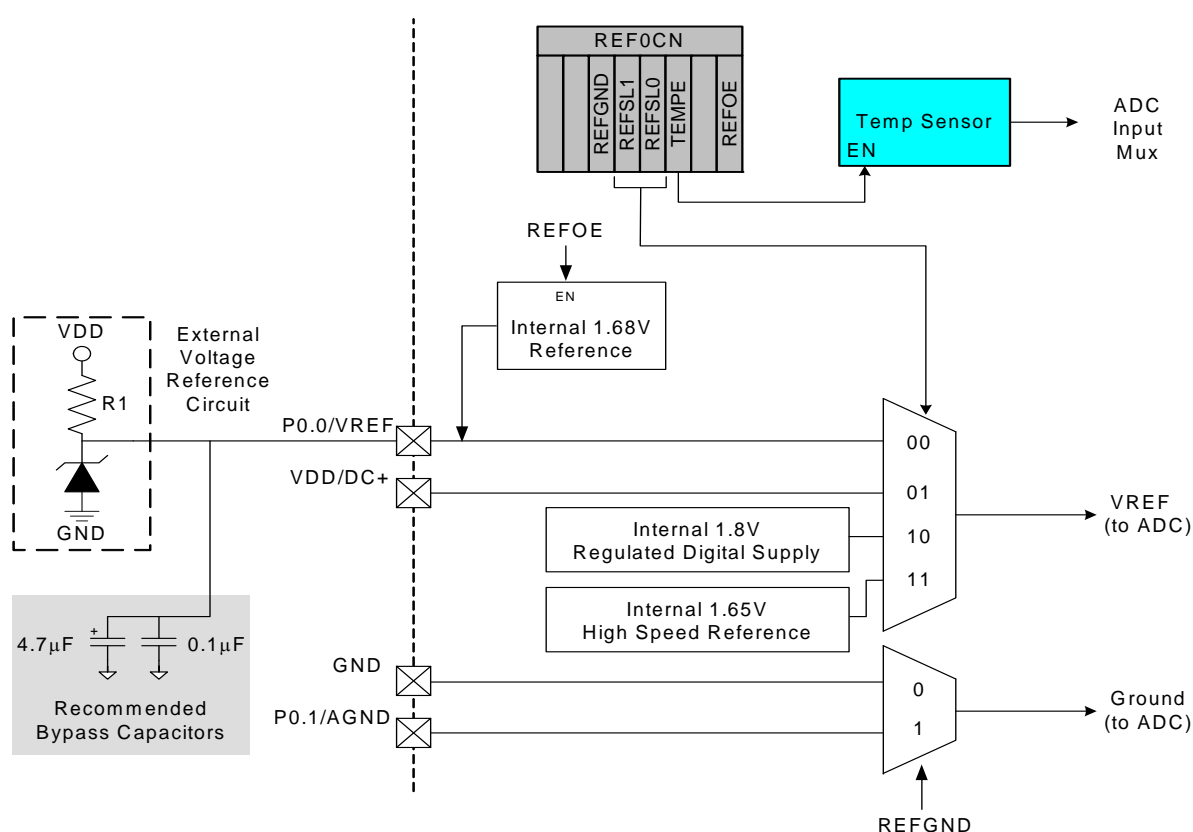 REF0CN
REFGND
REFSL1
REFSL0
TEMPE
REFOE
Temp Sensor
EN
ADC
Input
Mux
REFOE
EN
Internal 1.68V
Reference
VDD
R1
GND
External
Voltage
Reference
Circuit
P0.0/VREF
VDD/DC+
00
01
10
11
Internal 1.8V
Regulated Digital Supply
Internal 1.65V
High Speed Reference
VREF
(to ADC)
4.7µF
+
0.1µF
Recommended
Bypass Capacitors
GND
P0.1/AGND
0
1
Ground
(to ADC)
REFGND